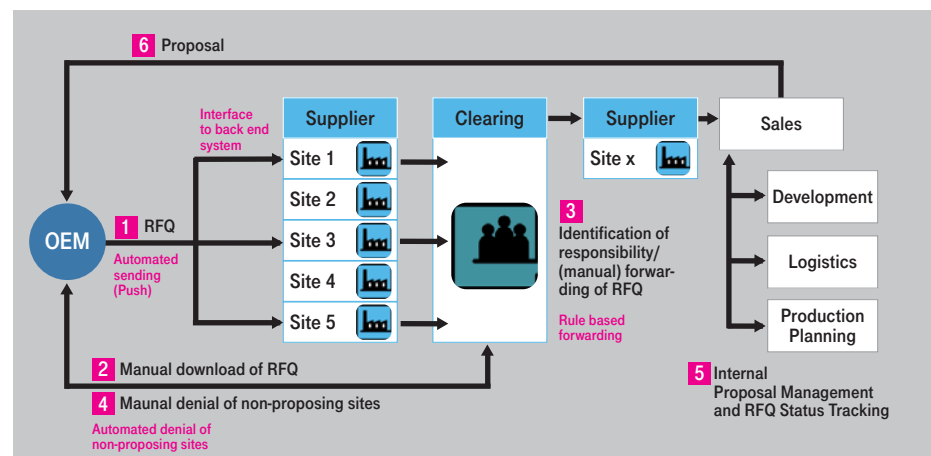 6 Proposal
Interface
to back end
system
Supplier
Clearing
Supplier
Sales
Site 1
Site x
Site 2
Development
OEM
1 RFQ
Automated
sending
(Push)
Site 3
3
Identification of
responsibility/
(manual) forwar-
ding of RFQ
Rule based
forwarding
Site 4
Logistics
Site 5
Production
Planning
2 Manual download of RFQ
4 Maunal denial of non-proposing sites
Automated denial of
non-proposing sites
5 Internal
Proposal Management
and RFQ Status Tracking